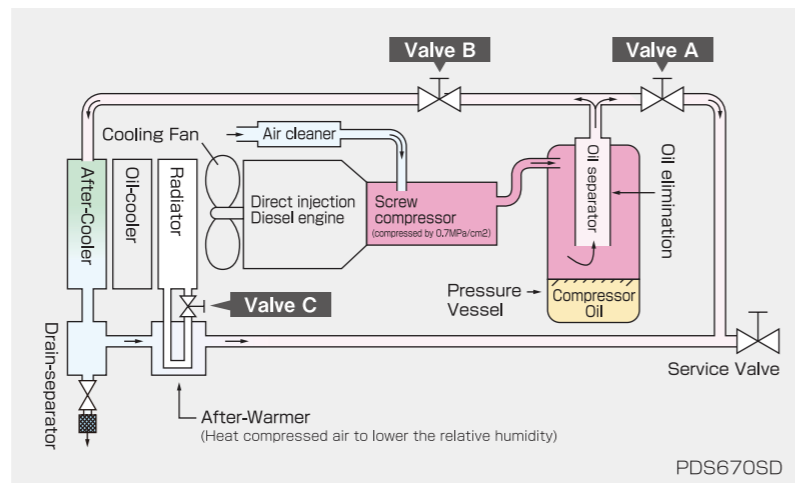 Valve B
Valve A
Cooling Fan
Air cleaner
After-Cooler
Oil-cooler
Radiator
Direct injection
Diesel engine
Screw
compressor
(compressed by 0.7MPa/cm2)
Oil separator
Oil elimination
Pressure
Vessel
Compressor
Oil
Valve C
Drain-separator
Service Valve
After-Warmer
(Heat compressed air to lower the relative humidity)
PDS670SD